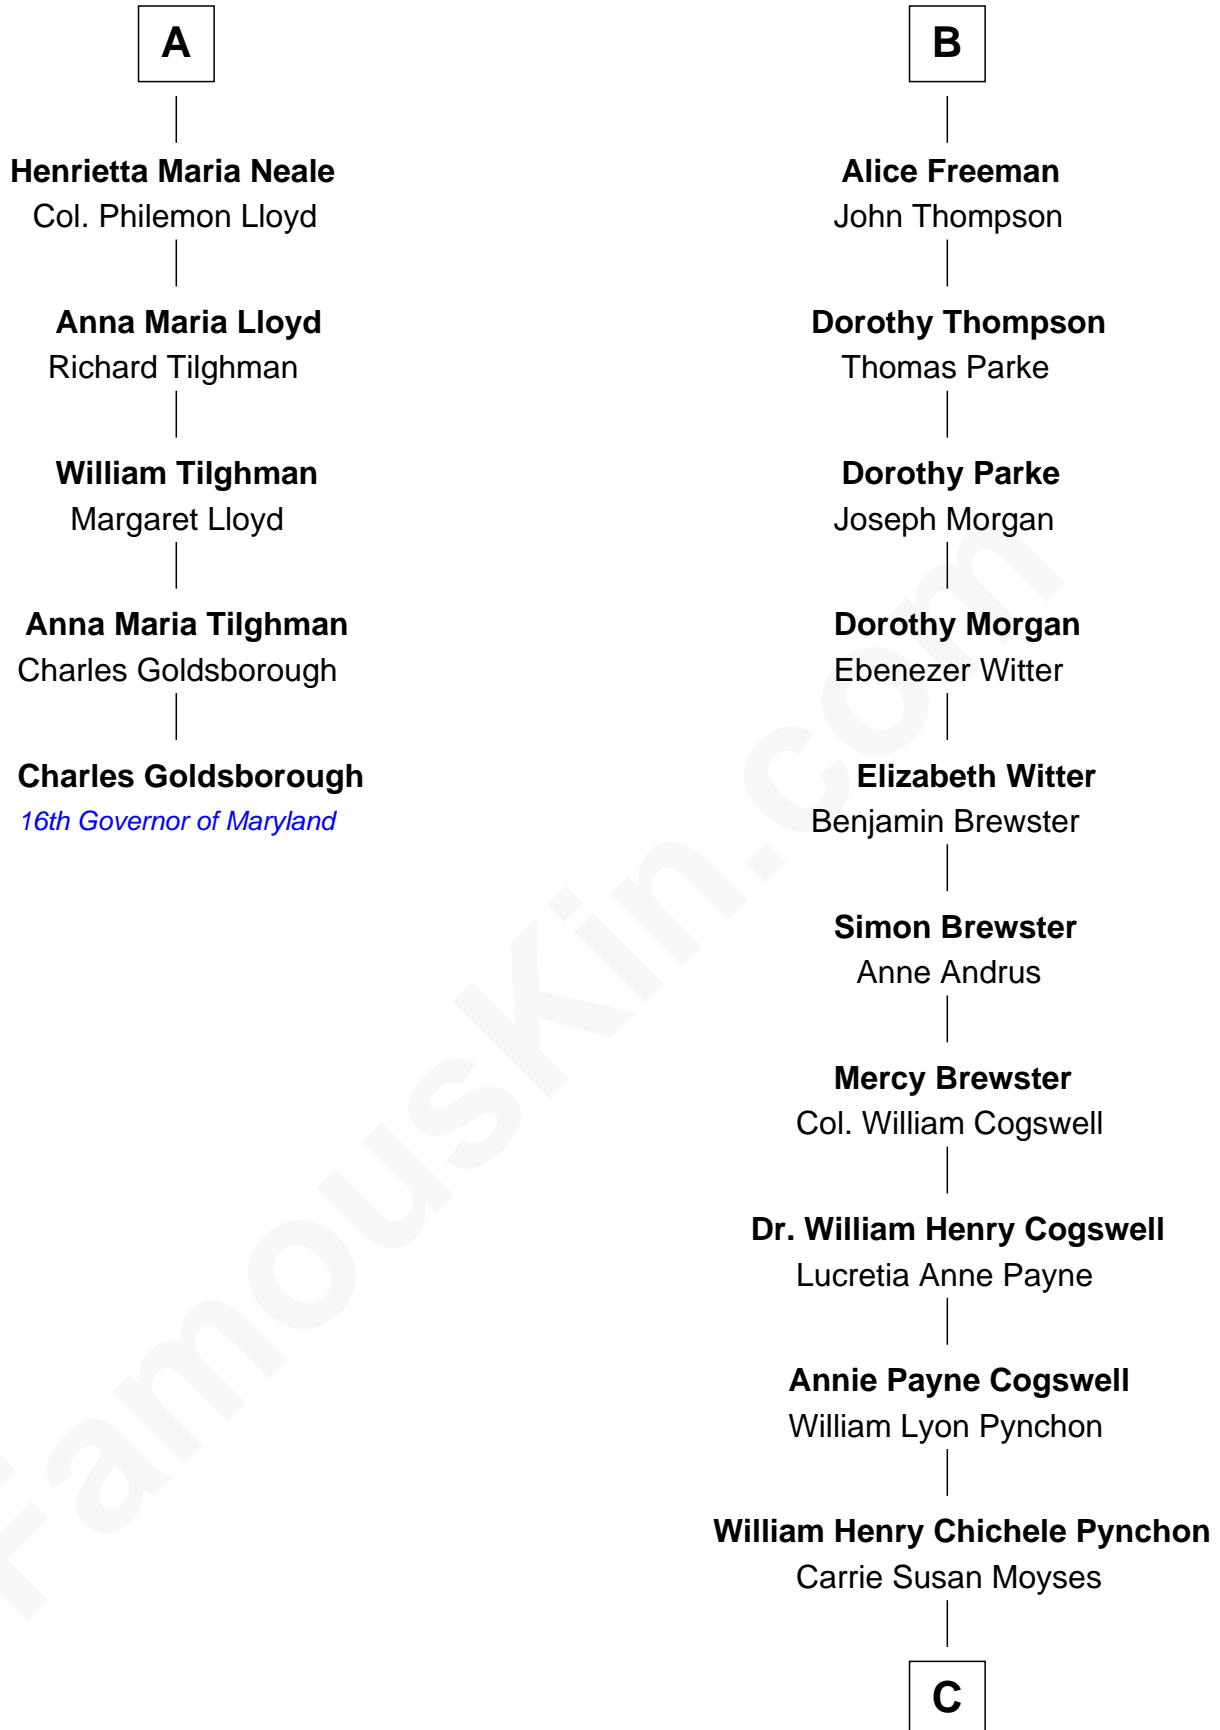 A
Henrietta Maria Neale
Col. Philemon Lloyd
Anna Maria Lloyd
Richard Tilghman
William Tilghman
Margaret Lloyd
Anna Maria Tilghman
Charles Goldsborough
Charles Goldsborough
16th Governor of Maryland
B
Alice Freeman
John Thompson
Dorothy Thompson
Thomas Parke
Dorothy Parke
Joseph Morgan
Dorothy Morgan
Ebenezer Witter
Elizabeth Witter
Benjamin Brewster
Simon Brewster
Anne Andrus
Mercy Brewster
Col. William Cogswell
Dr. William Henry Cogswell
Lucretia Anne Payne
Annie Payne Cogswell
William Lyon Pynchon
William Henry Chichele Pynchon
Carrie Susan Moyses
C
FamousKin.com